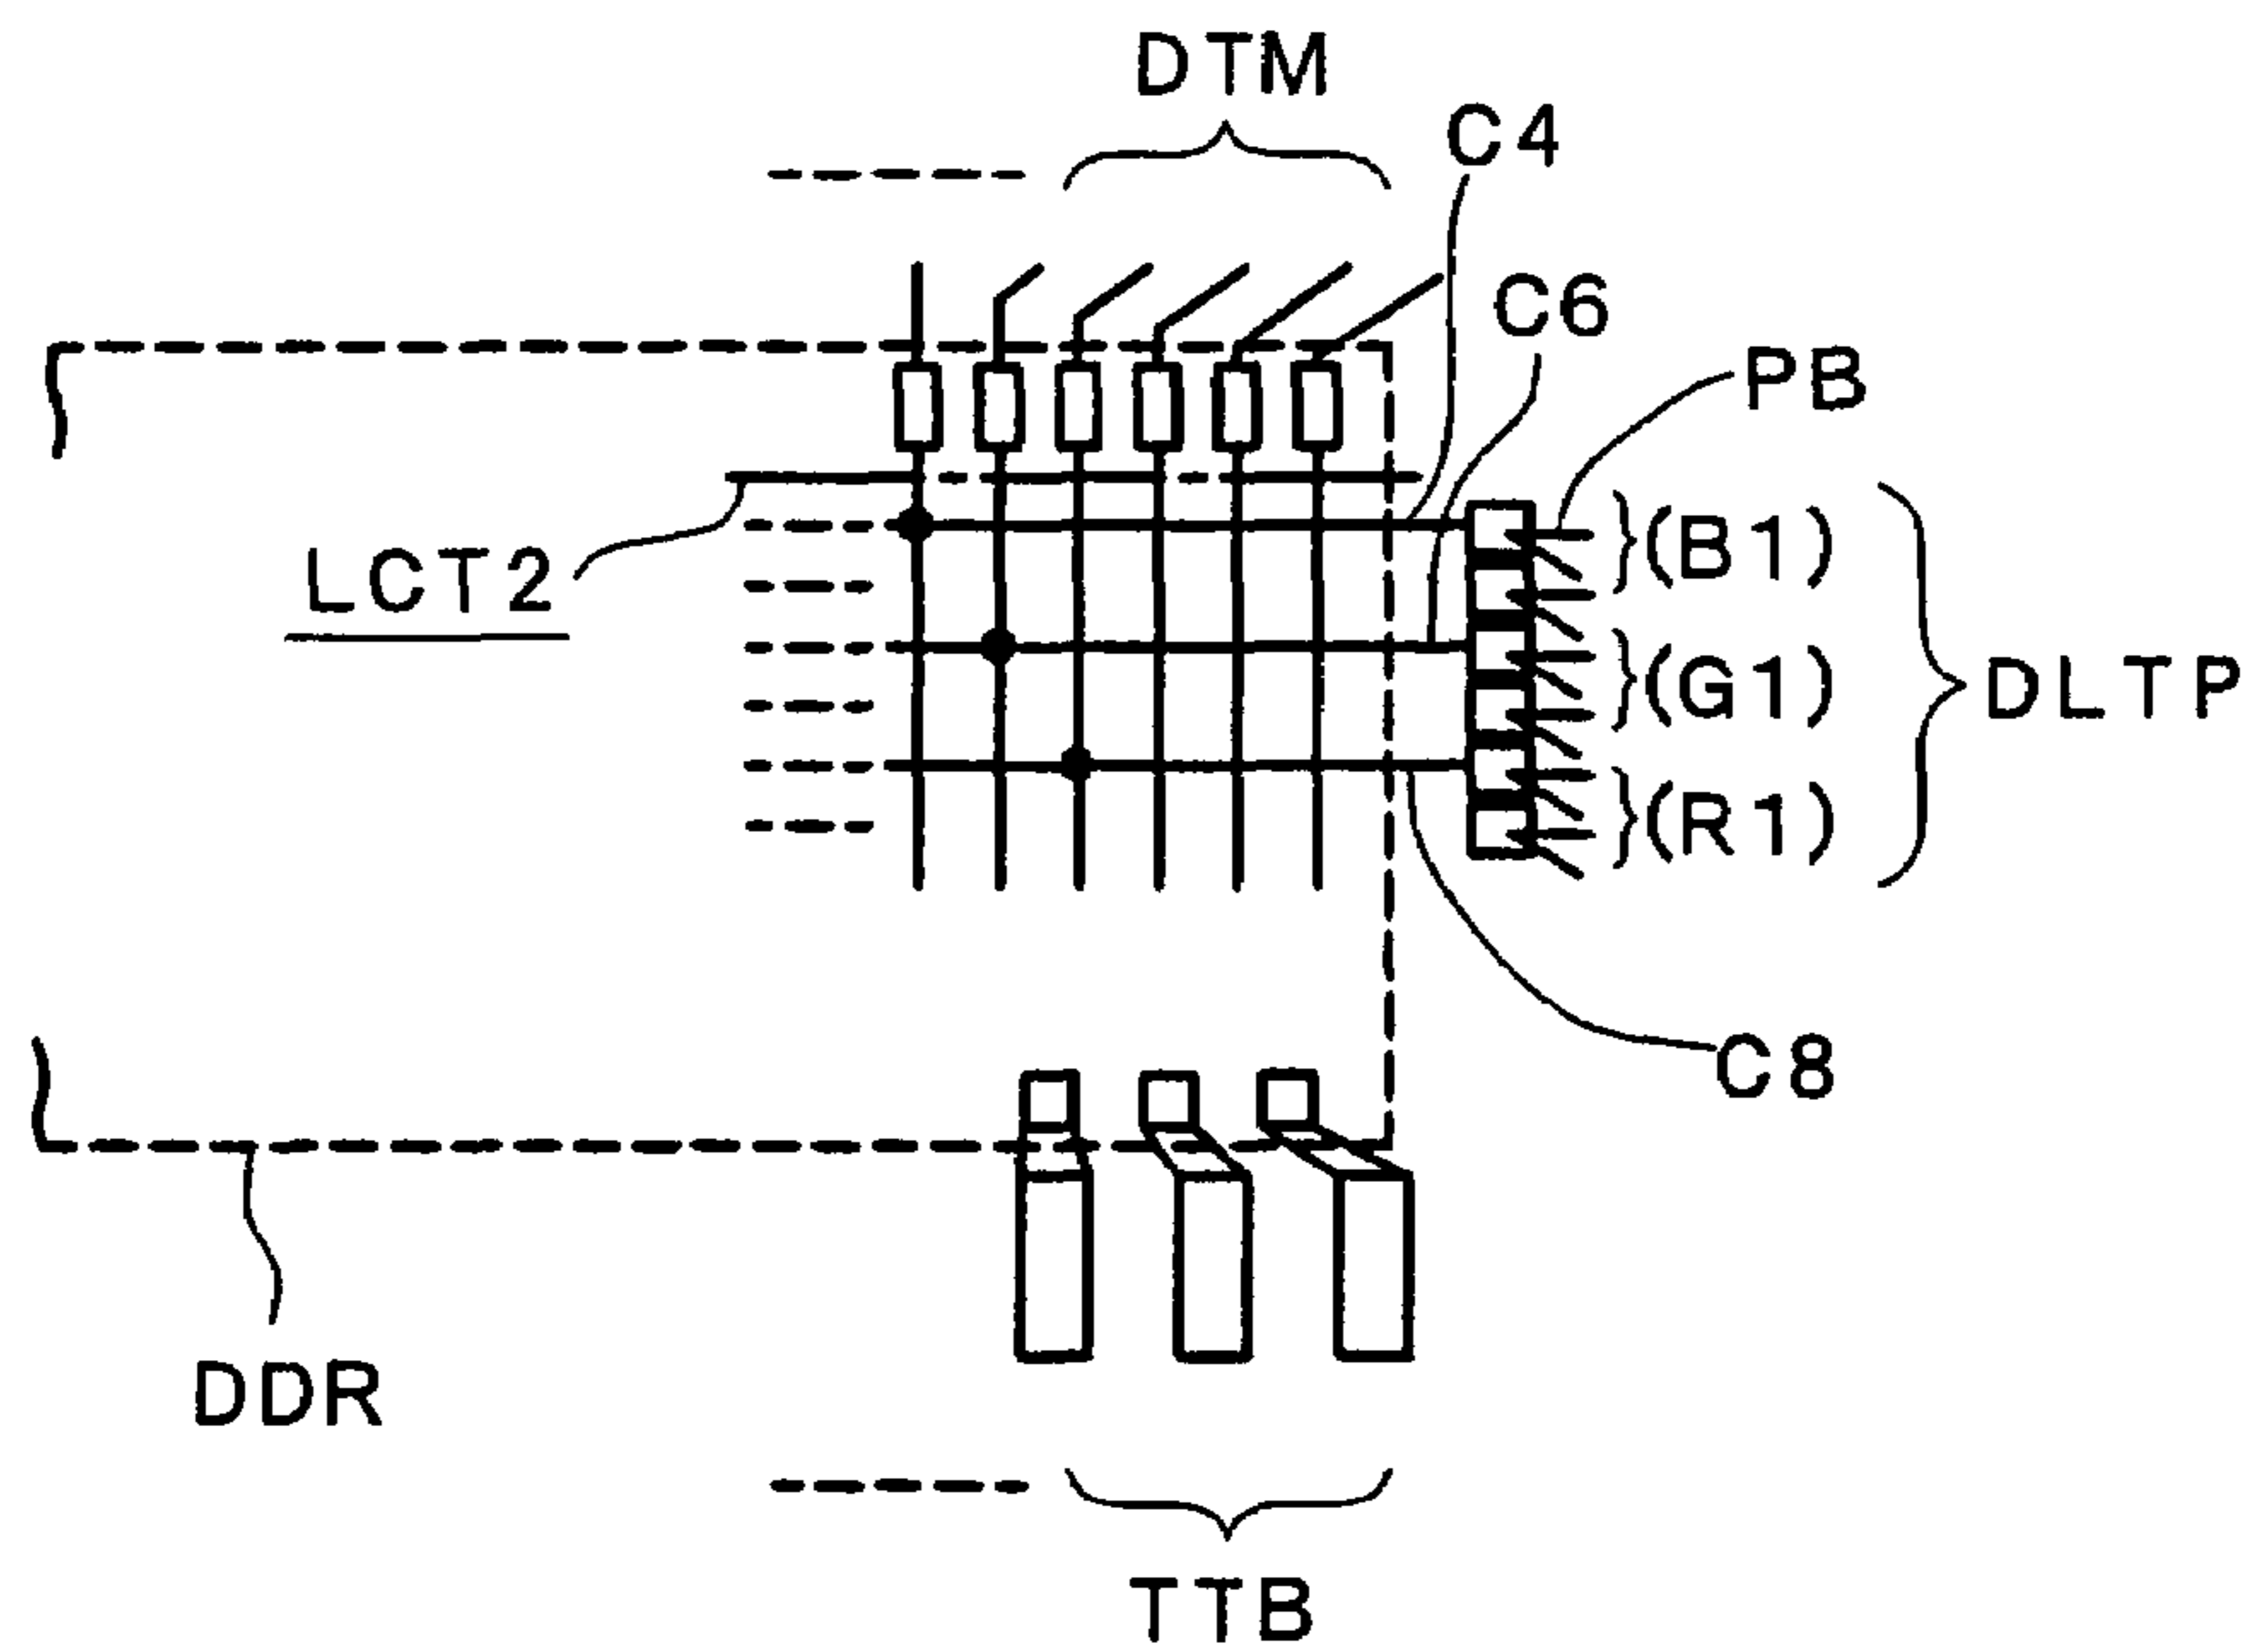 DTM
C4
C6
PB
(B1)
LCT2
(G1)
DLTP
(R1)
C8
DDR
TTB